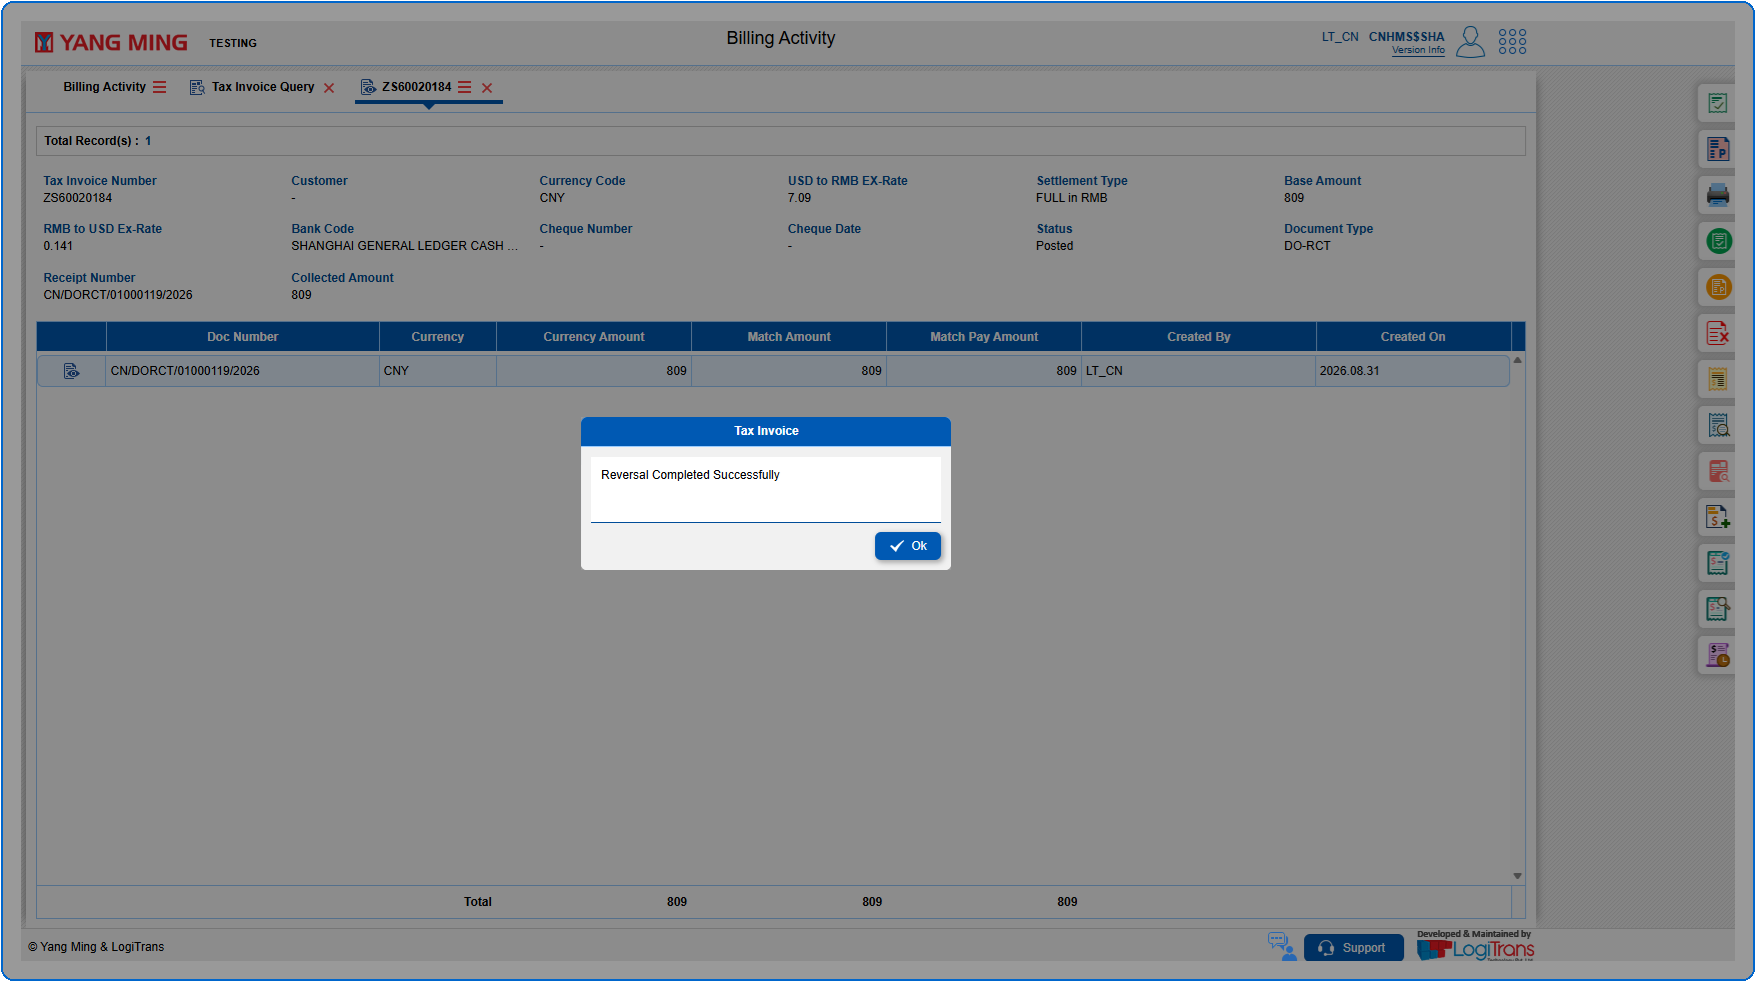 YANG MING TESTING Billing Activity LT_CN CNHMS$SHA
Version Info
Billing Activity Tax Invoice Query ZS60020184
Total Record(s) : 1
Tax Invoice Number Customer Currency Code USD to RMB EX-Rate Settlement Type Base Amount
ZS60020184 - CNY 7.09 FULL in RMB 809
RMB to USD Ex-Rate Bank Code Cheque Number Cheque Date Status Document Type
0.141 SHANGHAI GENERAL LEDGER CASH ... - - Posted DO-RCT
Receipt Number Collected Amount
CN/DORCT/01000119/2026 809
Doc Number Currency Currency Amount Match Amount Match Pay Amount Created By Created On
CN/DORCT/01000119/2026 CNY 809 809 809 LT_CN 2026.08.31
Tax Invoice
Reversal Completed Successfully
Ok
Total 809 809 809
© Yang Ming & LogiTrans Support Developed & Maintained by
LogiTrans